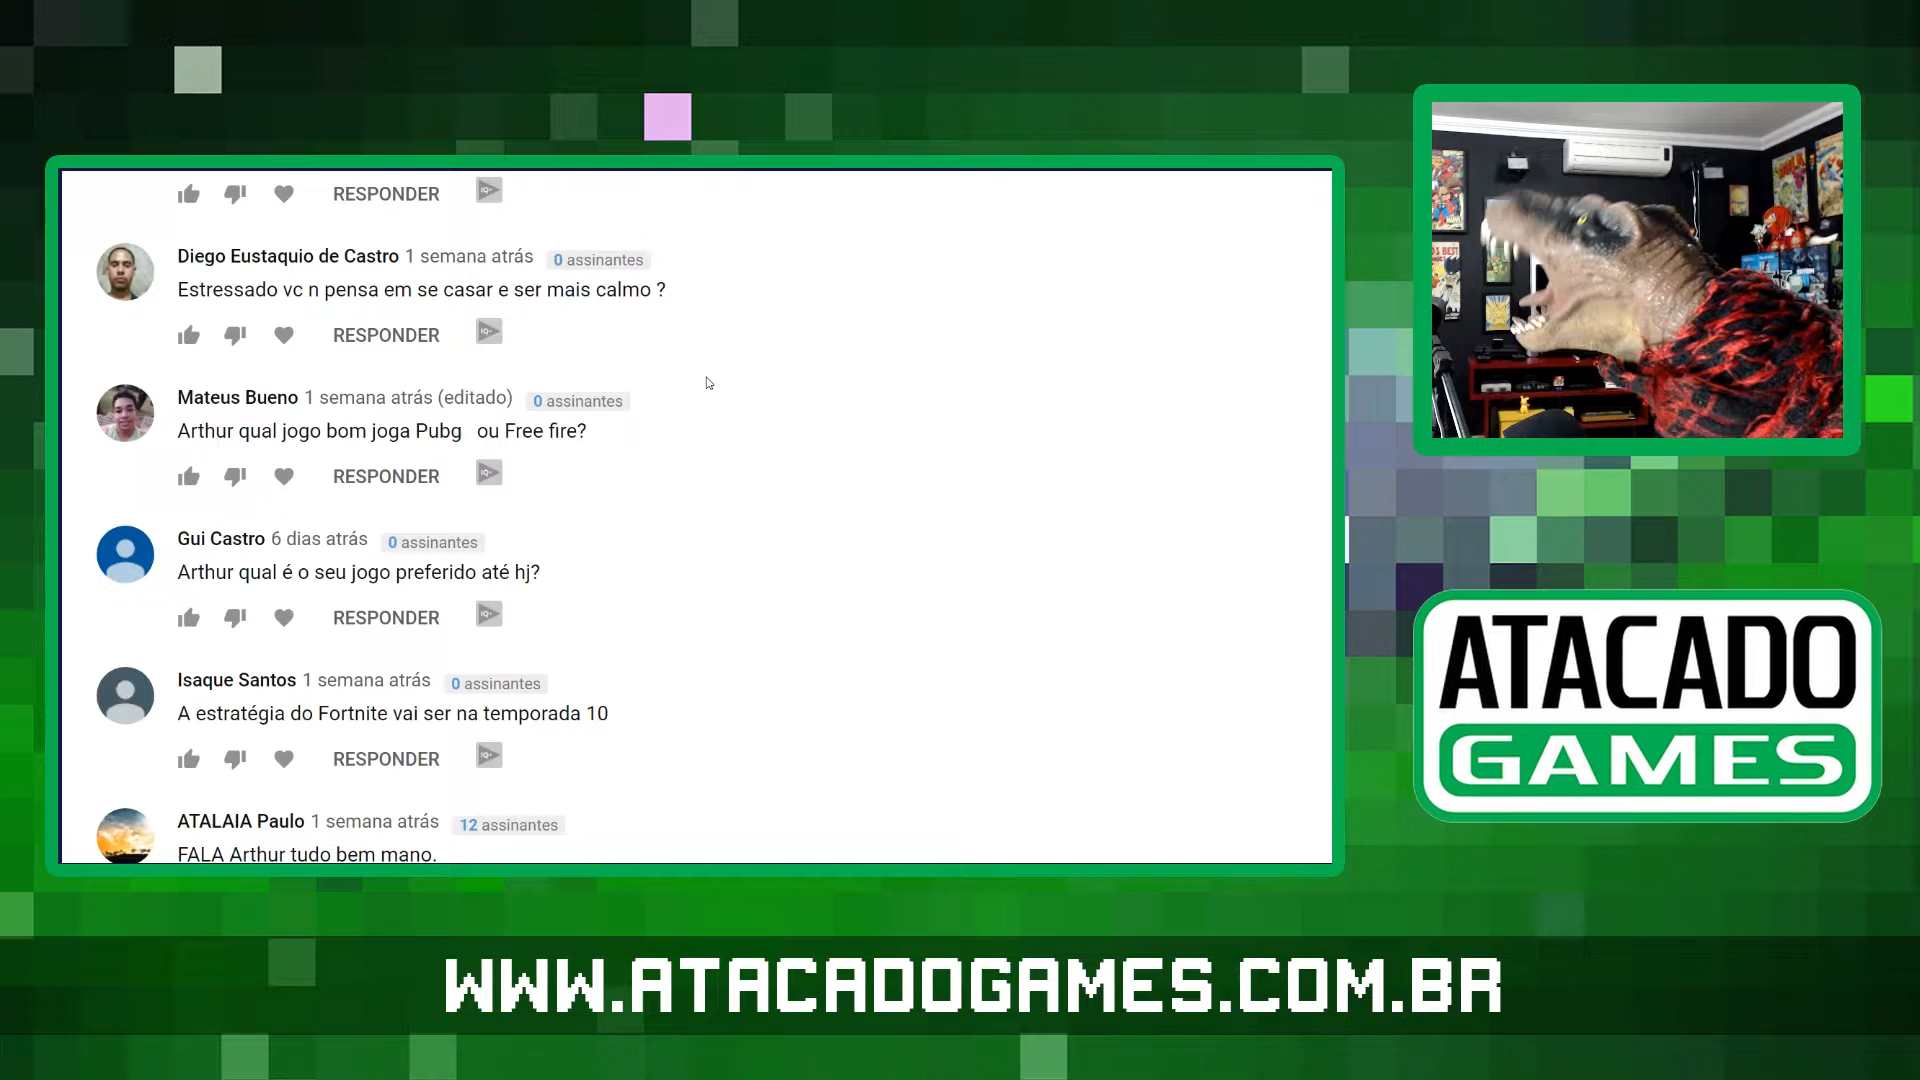 RESPONDER
Diego Eustaquio de Castro 1 semana atrás 0 assinantes
Estressado vc n pensa em se casar e ser mais calmo ?
RESPONDER
Mateus Bueno 1 semana atrás (editado) 0 assinantes
Arthur qual jogo bom joga Pubg ou Free fire?
RESPONDER
Gui Castro 6 dias atrás 0 assinantes
Arthur qual é o seu jogo preferido até hj?
RESPONDER
Isaque Santos 1 semana atrás 0 assinantes
A estratégia do Fortnite vai ser na temporada 10
RESPONDER
ATALAIA Paulo 1 semana atrás 12 assinantes
FALA Arthur tudo bem mano.
ATACADO
GAMES
WWW.ATACADOGAMES.COM.BR